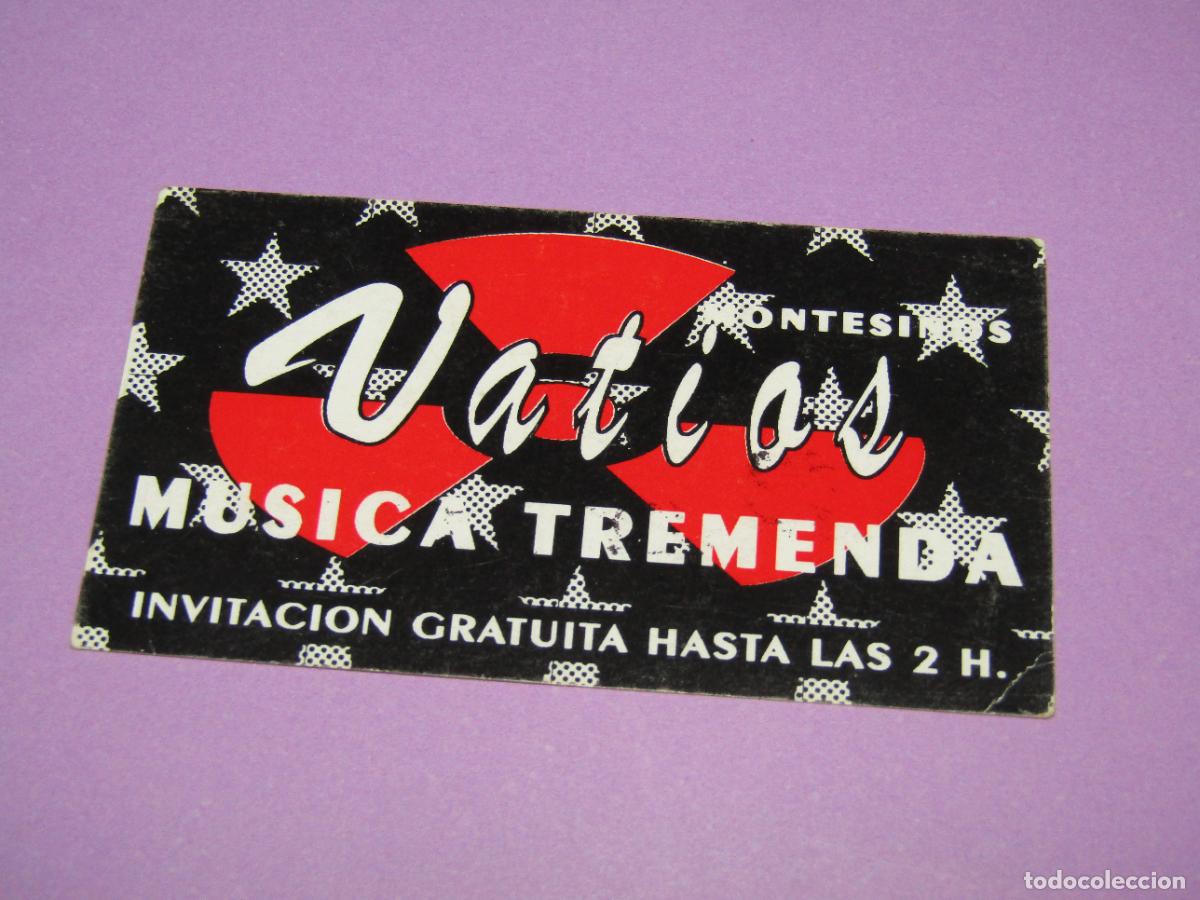 MONTESINOS
Vatios
MUSICA TREMENDA
INVITACION GRATUITA HASTA LAS 2 H.
todocoleccion